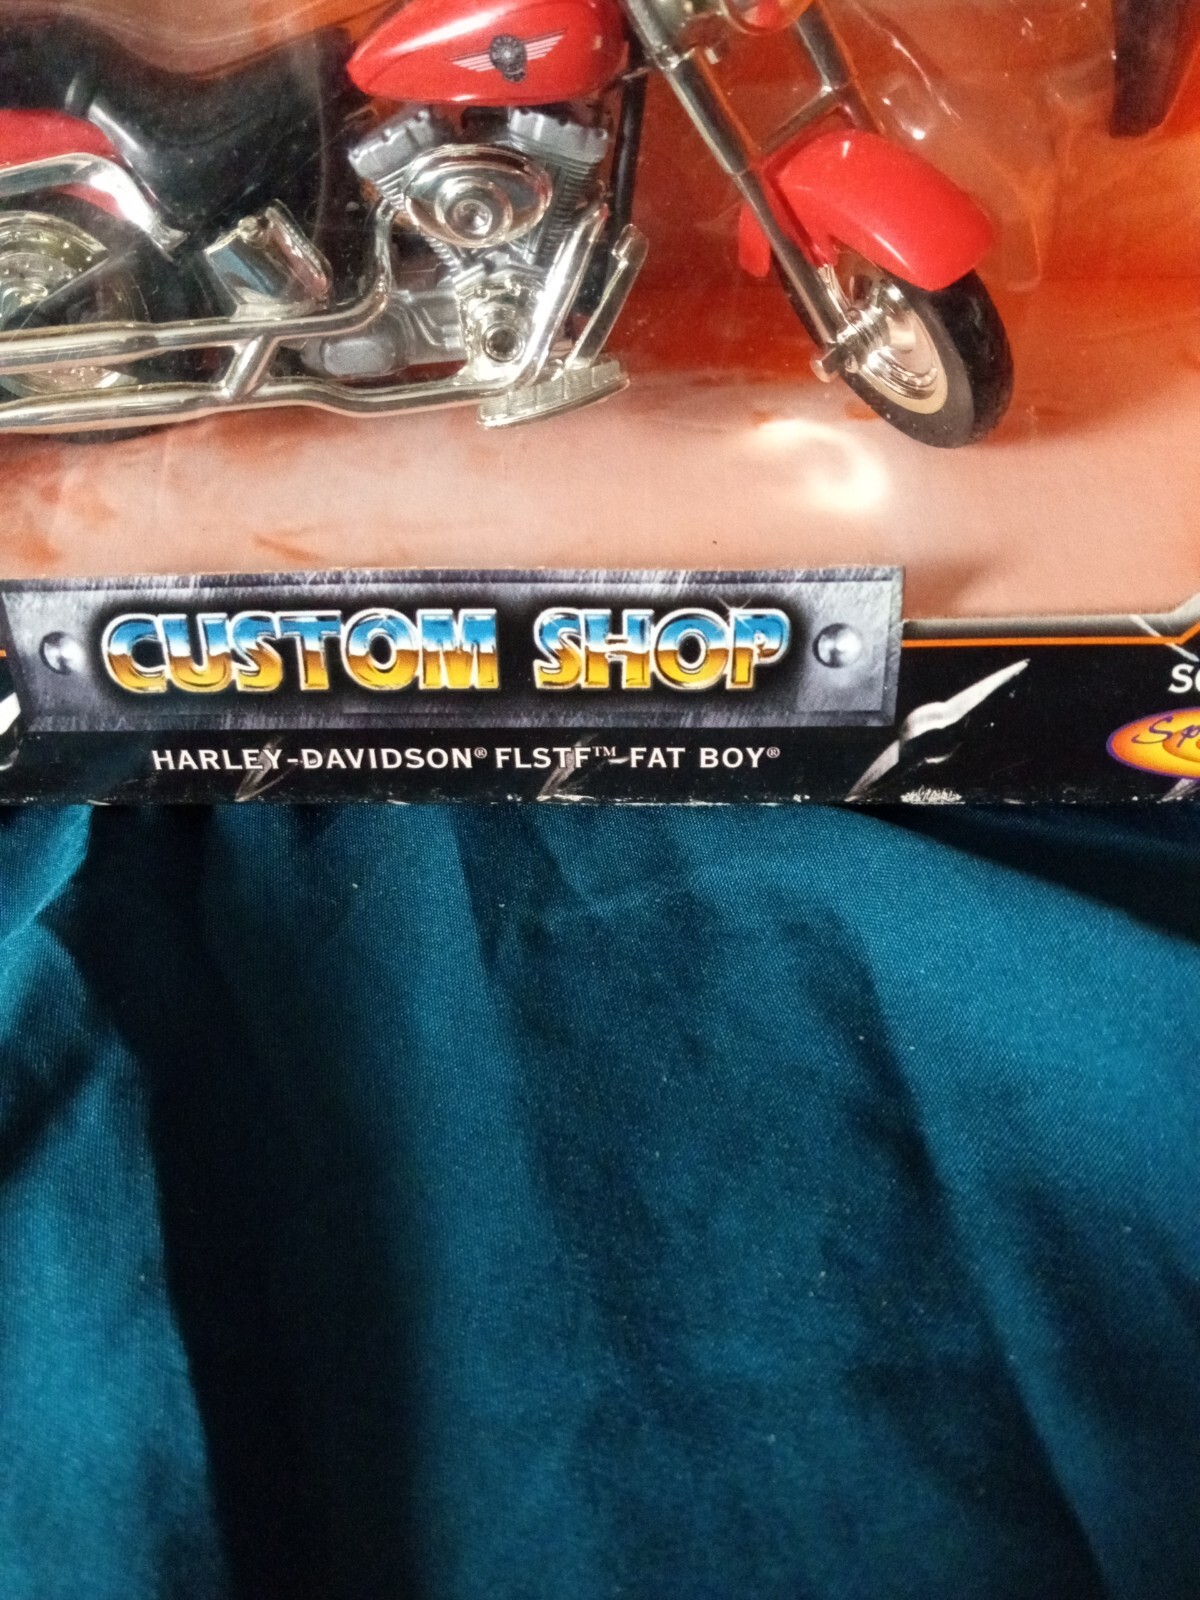 CUSTOM SHOP
HARLEY-DAVIDSON® FLSTF™ FAT BOY®